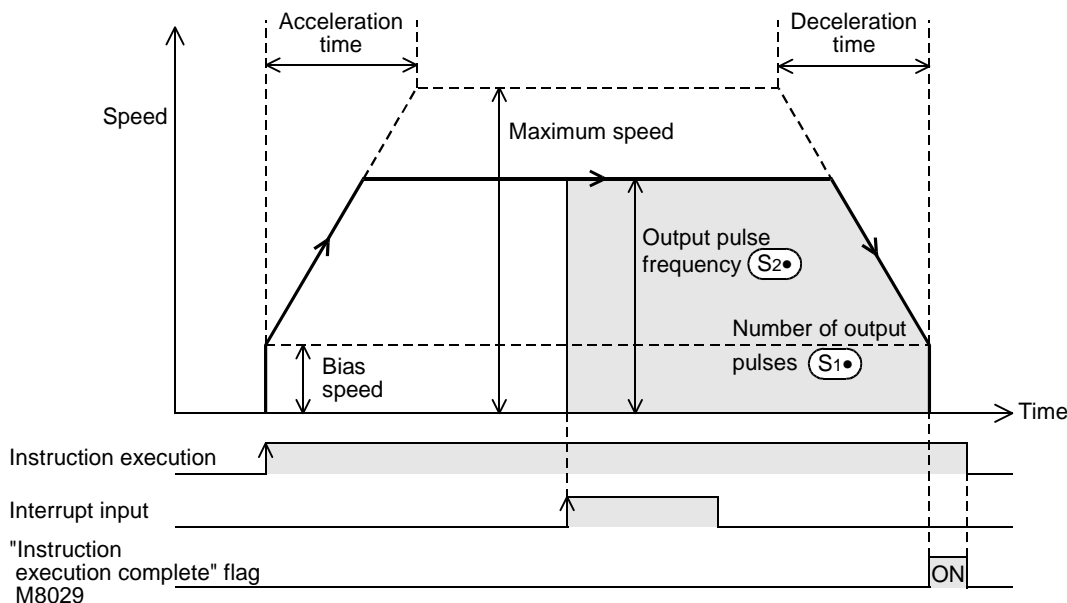 Acceleration
time
Deceleration
time
Speed
Maximum speed
Output pulse
frequency S2•
Number of output
pulses S1•
Bias
speed
Time
Instruction execution
Interrupt input
"Instruction
execution complete" flag
M8029
ON